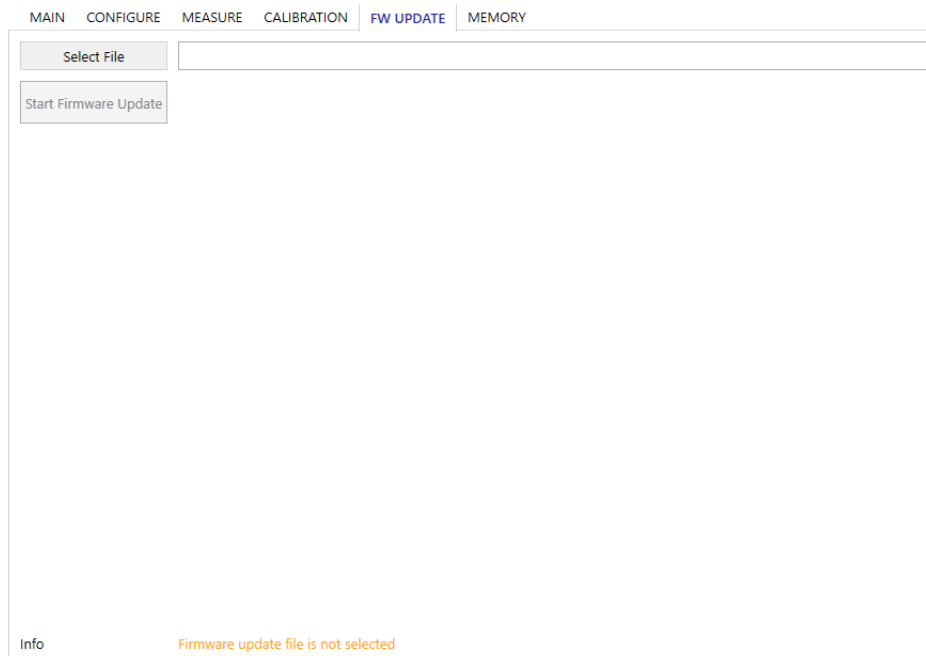 MAIN CONFIGURE MEASURE CALIBRATION FW UPDATE MEMORY
Select File
Start Firmware Update
Info Firmware update file is not selected